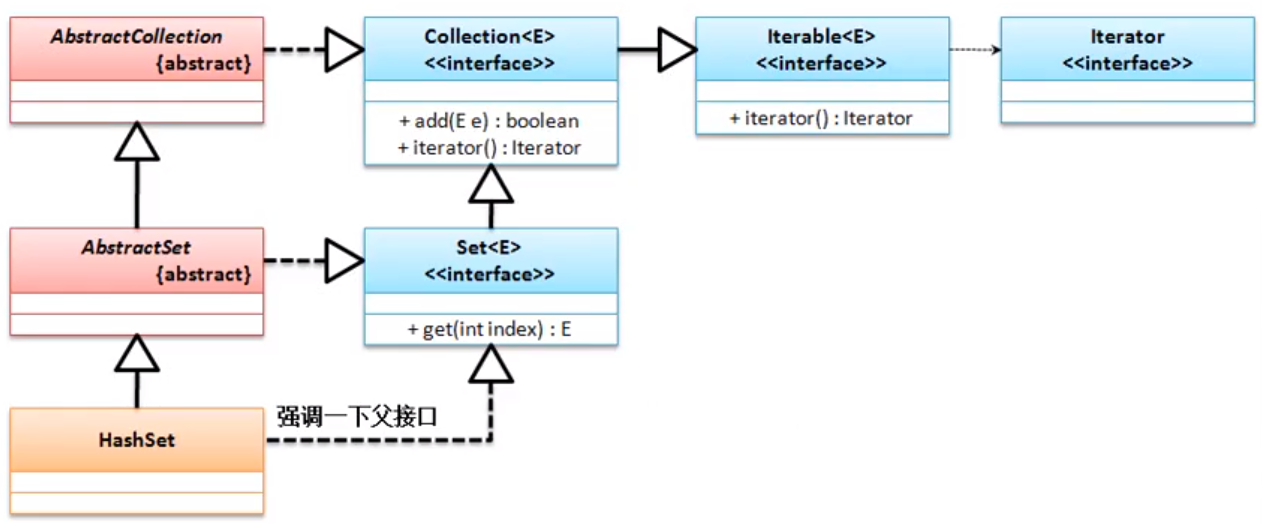 AbstractCollection
{abstract}
Collection<E>
<<interface>>
+ add(E e) : boolean
+ iterator() : Iterator
Iterable<E>
<<interface>>
+ iterator() : Iterator
Iterator
<<interface>>
AbstractSet
{abstract}
Set<E>
<<interface>>
+ get(int index) : E
HashSet
强调一下父接口